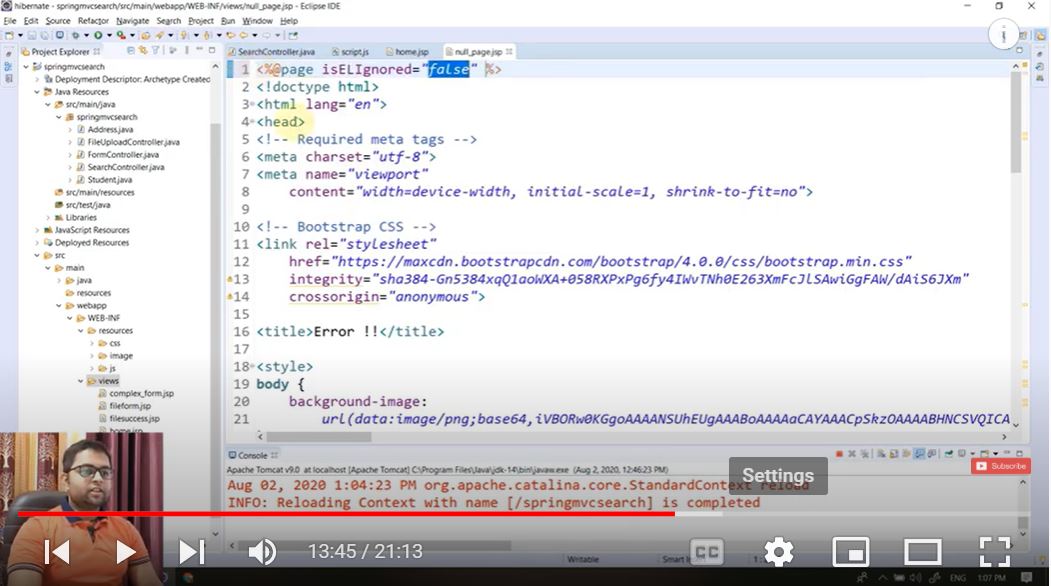 hibernate - springmvcsearch/src/main/webapp/WEB-INF/views/null_page.jsp - Eclipse IDE
File Edit Source Refactor Navigate Search Project Run Window Help
Project Explorer
springmvcsearch
Deployment Descriptor: Archetype Created
Java Resources
src/main/java
springmvcsearch
Address.java
FileUploadController.java
FormController.java
SearchController.java
Student.java
src/main/resources
src/test/java
Libraries
JavaScript Resources
Deployed Resources
src
main
java
resources
webapp
WEB-INF
resources
css
image
js
views
complex_form.jsp
fileform.jsp
filesuccess.jsp
home.jsp
SearchController.java script.js home.jsp null_page.jsp
1 <%@page isELIgnored="false" %>
2 <!doctype html>
3 <html lang="en">
4 <head>
5 <!-- Required meta tags -->
6 <meta charset="utf-8">
7 <meta name="viewport"
8 content="width=device-width, initial-scale=1, shrink-to-fit=no">
9
10 <!-- Bootstrap CSS -->
11 <link rel="stylesheet"
12 href="https://maxcdn.bootstrapcdn.com/bootstrap/4.0.0/css/bootstrap.min.css"
13 integrity="sha384-Gn5384xqQ1aoWXA+058RXPxPg6fy4IWvTNh0E263XmFcJlSAwiGgFAW/dAiS6JXm"
14 crossorigin="anonymous">
15
16 <title>Error !!</title>
17
18 <style>
19 body {
20 background-image:
21 url(data:image/png;base64,iVBORw0KGgoAAAANSUhEUgAAABoAAAAaCAYAAACpSkzOAAAABHNCSVQICA
Console
Apache Tomcat v9.0 at localhost [Apache Tomcat] C:\Program Files\Java\jdk-14\bin\javaw.exe (Aug 2, 2020, 12:46:23 PM)
Aug 02, 2020 1:04:23 PM org.apache.catalina.core.StandardContext reload
INFO: Reloading Context with name [/springmvcsearch] is completed
Settings
Subscribe
13:45 / 21:13
CC
Writable
ENG 1:07 PM